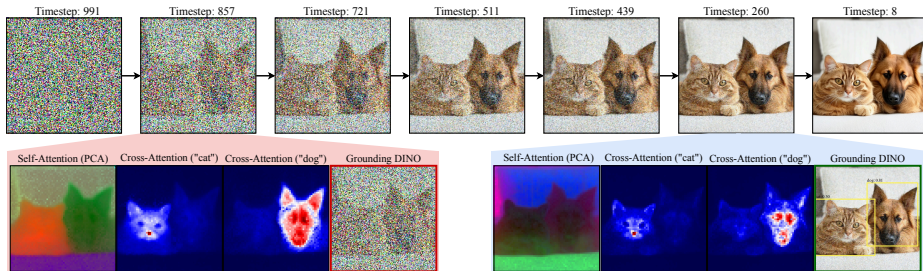 Timestep: 991 Timestep: 857 Timestep: 721 Timestep: 511 Timestep: 439 Timestep: 260 Timestep: 8
Self-Attention (PCA) Cross-Attention ("cat") Cross-Attention ("dog") Grounding DINO Self-Attention (PCA) Cross-Attention ("cat") Cross-Attention ("dog") Grounding DINO